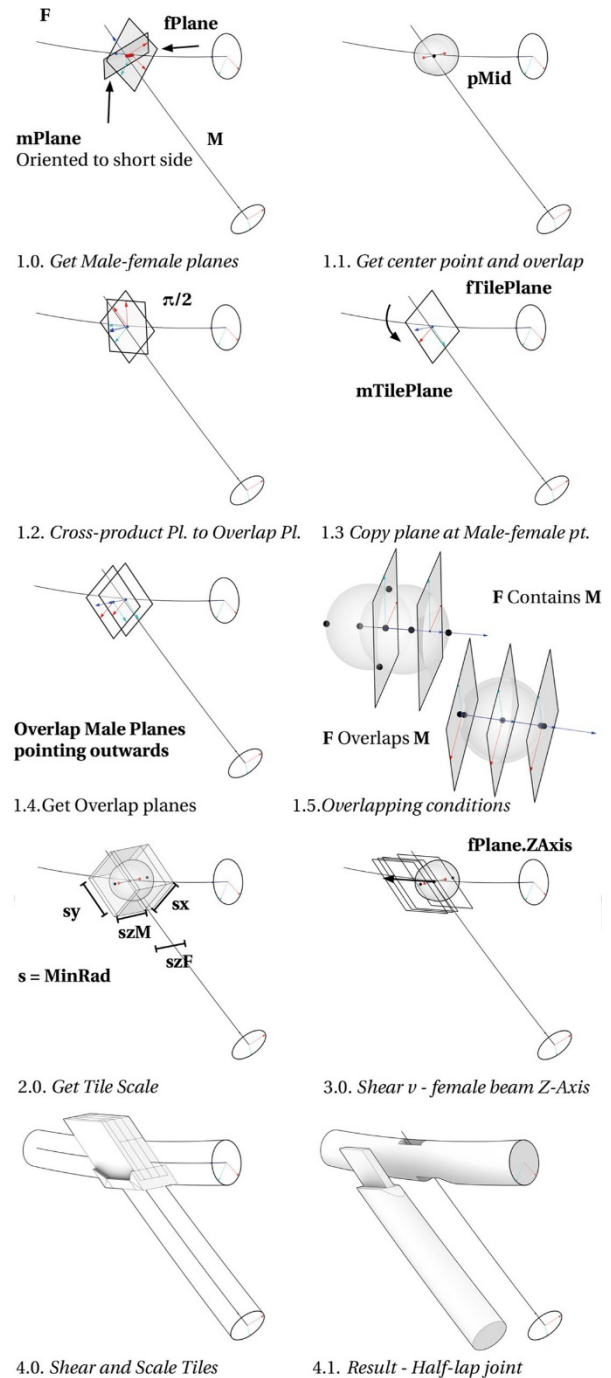 F
fPlane
mPlane
Oriented to short side
M
1.0. Get Male-female planes
pMid
1.1. Get center point and overlap
π/2
1.2. Cross-product Pl. to Overlap Pl.
fTilePlane
mTilePlane
1.3 Copy plane at Male-female pt.
Overlap Male Planes
pointing outwards
1.4.Get Overlap planes
F Contains M
F Overlaps M
1.5.Overlapping conditions
sy
sx
szM
szF
s = MinRad
2.0. Get Tile Scale
fPlane.ZAxis
3.0. Shear v - female beam Z-Axis
4.0. Shear and Scale Tiles
4.1. Result - Half-lap joint